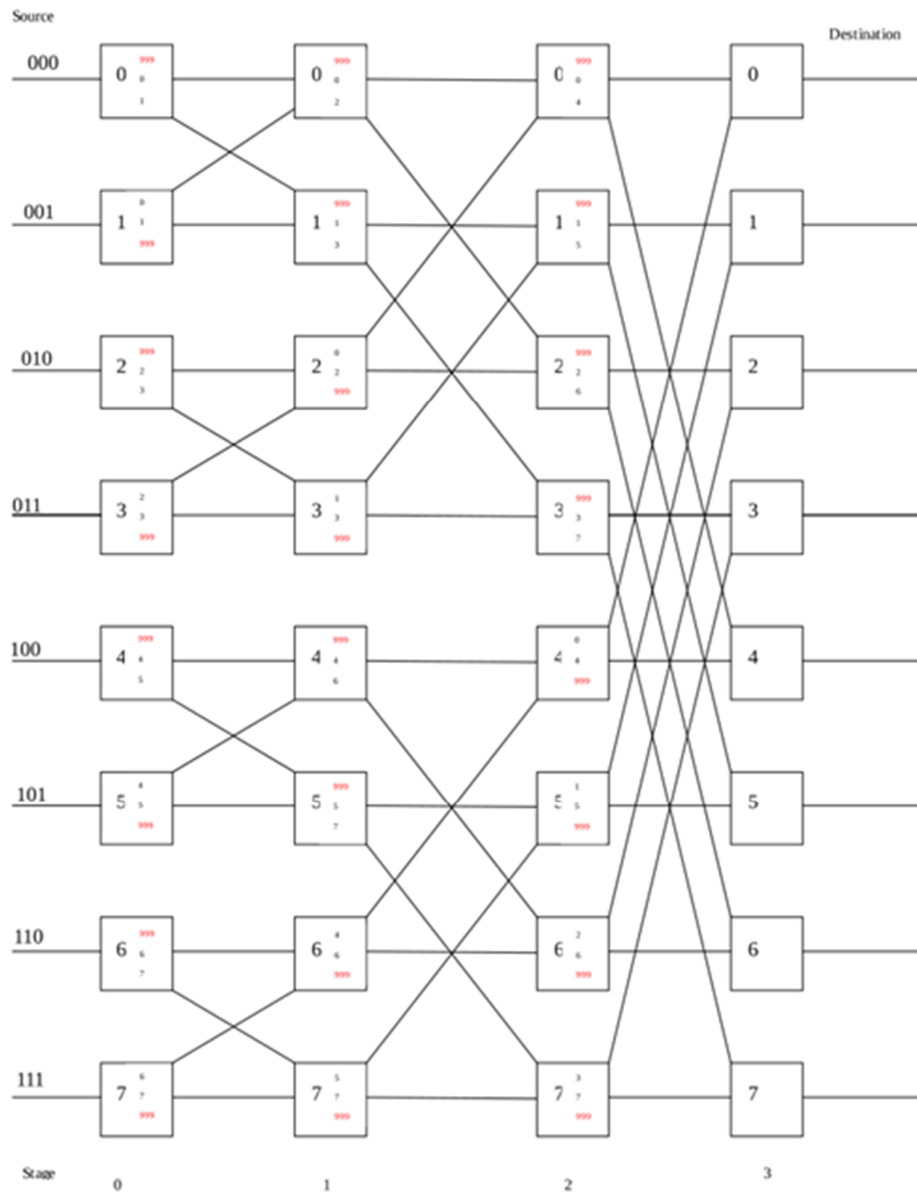 Source
Destination
000
0 999 0 1
0 999 0 2
0 999 0 4
0
001
1 0 1 999
1 999 1 3
1 999 1 5
1
010
2 999 2 3
2 0 2 999
2 999 2 6
2
011
3 2 3 999
3 1 3 999
3 999 3 7
3
100
4 999 4 5
4 999 4 6
4 0 4 999
4
101
5 4 5 999
5 999 5 7
5 1 5 999
5
110
6 999 6 7
6 4 6 999
6 2 6 999
6
111
7 6 7 999
7 5 7 999
7 3 7 999
7
Stage 0 1 2 3